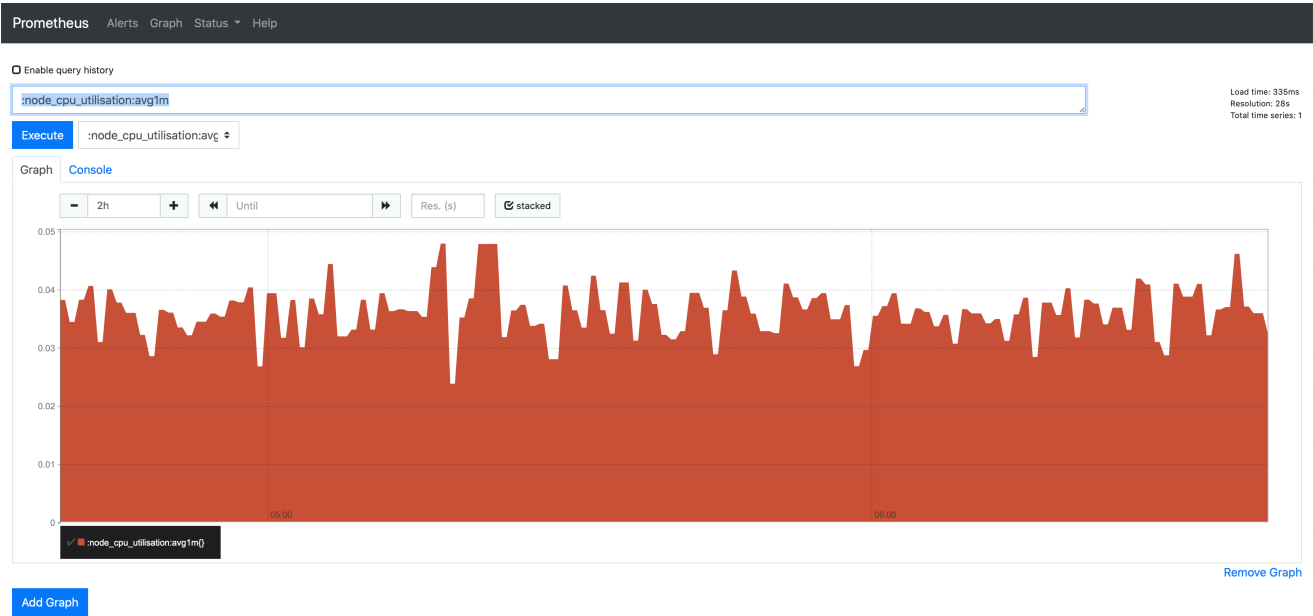 Prometheus Alerts Graph Status Help
Enable query history
:node_cpu_utilisation:avg1m
Load time: 335ms
Resolution: 28s
Total time series: 1
Execute :node_cpu_utilisation:avg
Graph Console
- 2h + Until Res. (s) stacked
0.05
0.04
0.03
0.02
0.01
0
05:00 06:00
:node_cpu_utilisation:avg1m{}
Remove Graph
Add Graph